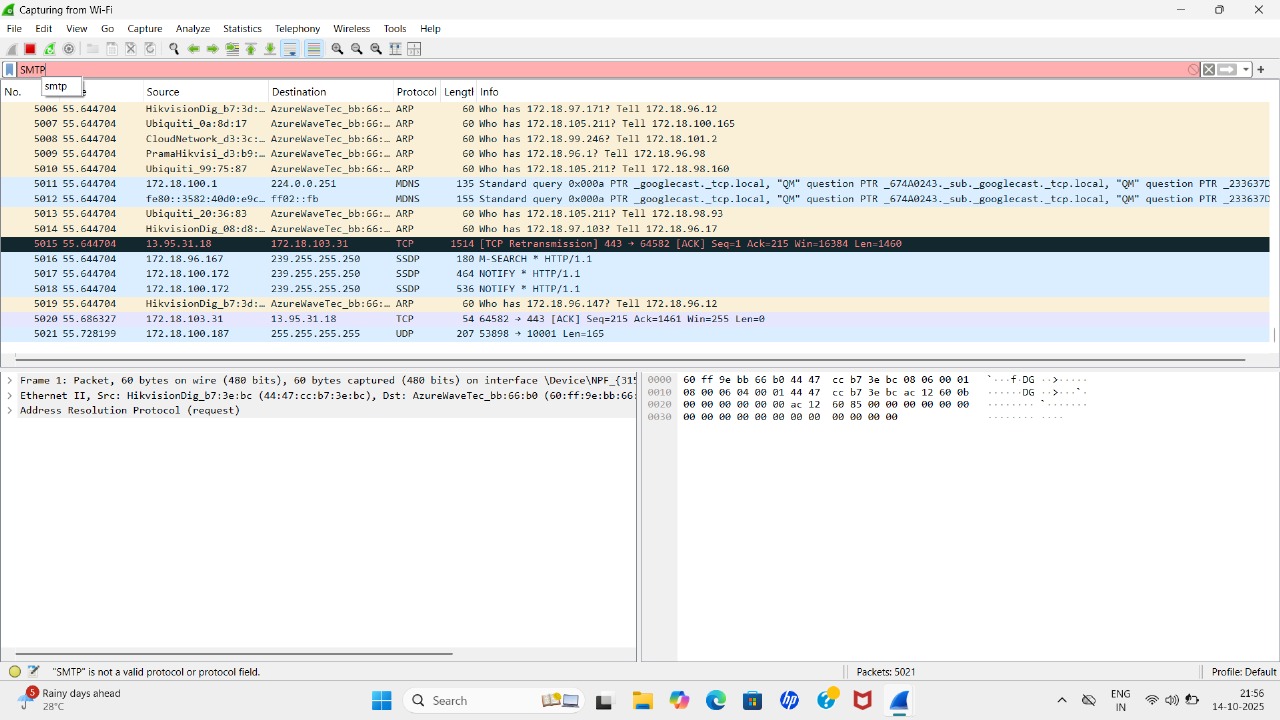 Capturing from Wi-Fi
File Edit View Go Capture Analyze Statistics Telephony Wireless Tools Help
SMTP
smtp
No. Source Destination Protocol Lengtl Info
5006 55.644704 HikvisionDig_b7:3d:… AzureWaveTec_bb:66:… ARP 60 Who has 172.18.97.171? Tell 172.18.96.12
5007 55.644704 Ubiquiti_0a:8d:17 AzureWaveTec_bb:66:… ARP 60 Who has 172.18.105.211? Tell 172.18.100.165
5008 55.644704 CloudNetwork_d3:3c:… AzureWaveTec_bb:66:… ARP 60 Who has 172.18.99.246? Tell 172.18.101.2
5009 55.644704 PramaHikvisi_d3:b9:… AzureWaveTec_bb:66:… ARP 60 Who has 172.18.96.1? Tell 172.18.96.98
5010 55.644704 Ubiquiti_99:75:87 AzureWaveTec_bb:66:… ARP 60 Who has 172.18.105.211? Tell 172.18.98.160
5011 55.644704 172.18.100.1 224.0.0.251 MDNS 135 Standard query 0x000a PTR _googlecast._tcp.local, "QM" question PTR _674A0243._sub._googlecast._tcp.local, "QM" question PTR _233637D
5012 55.644704 fe80::3582:40d0:e9c… ff02::fb MDNS 155 Standard query 0x000a PTR _googlecast._tcp.local, "QM" question PTR _674A0243._sub._googlecast._tcp.local, "QM" question PTR _233637D
5013 55.644704 Ubiquiti_20:36:83 AzureWaveTec_bb:66:… ARP 60 Who has 172.18.105.211? Tell 172.18.98.93
5014 55.644704 HikvisionDig_08:d8:… AzureWaveTec_bb:66:… ARP 60 Who has 172.18.97.103? Tell 172.18.96.17
5015 55.644704 13.95.31.18 172.18.103.31 TCP 1514 [TCP Retransmission] 443 → 64582 [ACK] Seq=1 Ack=215 Win=16384 Len=1460
5016 55.644704 172.18.96.167 239.255.255.250 SSDP 180 M-SEARCH * HTTP/1.1
5017 55.644704 172.18.100.172 239.255.255.250 SSDP 464 NOTIFY * HTTP/1.1
5018 55.644704 172.18.100.172 239.255.255.250 SSDP 536 NOTIFY * HTTP/1.1
5019 55.644704 HikvisionDig_b7:3d:… AzureWaveTec_bb:66:… ARP 60 Who has 172.18.96.147? Tell 172.18.96.12
5020 55.686327 172.18.103.31 13.95.31.18 TCP 54 64582 → 443 [ACK] Seq=215 Ack=1461 Win=255 Len=0
5021 55.728199 172.18.100.187 255.255.255.255 UDP 207 53898 → 10001 Len=165
Frame 1: Packet, 60 bytes on wire (480 bits), 60 bytes captured (480 bits) on interface \Device\NPF_{315
Ethernet II, Src: HikvisionDig_b7:3e:bc (44:47:cc:b7:3e:bc), Dst: AzureWaveTec_bb:66:b0 (60:ff:9e:bb:66:
Address Resolution Protocol (request)
0000 60 ff 9e bb 66 b0 44 47 cc b7 3e bc 08 06 00 01 `···f·DG ··>·····
0010 08 00 06 04 00 01 44 47 cc b7 3e bc ac 12 60 0b ······DG ··>···`·
0020 00 00 00 00 00 00 ac 12 60 85 00 00 00 00 00 00 ········ `·······
0030 00 00 00 00 00 00 00 00 00 00 00 00 ········ ····
"SMTP" is not a valid protocol or protocol field.
Packets: 5021
Profile: Default
5 Rainy days ahead
28°C
Search
ENG
IN
21:56
14-10-2025